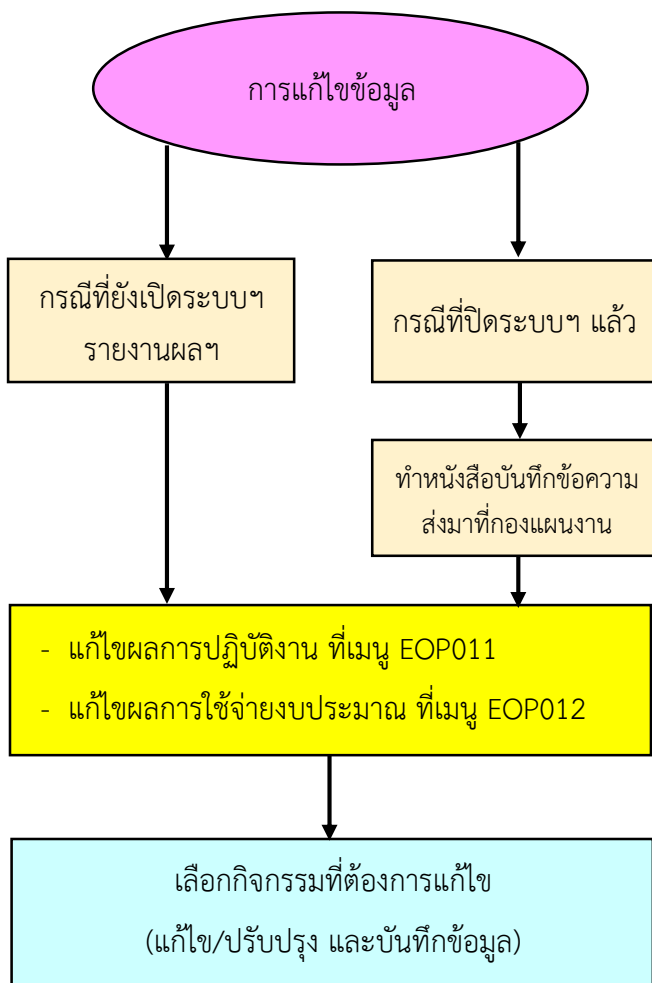 การแก้ไขข้อมูล
กรณีที่ยังเปิดระบบฯ
รายงานผลฯ
กรณีที่ปิดระบบฯ แล้ว
ทำหนังสือบันทึกข้อความ
ส่งมาที่กองแผนงาน
- แก้ไขผลการปฏิบัติงาน ที่เมนู EOP011
- แก้ไขผลการใช้จ่ายงบประมาณ ที่เมนู EOP012
เลือกกิจกรรมที่ต้องการแก้ไข
(แก้ไข/ปรับปรุง และบันทึกข้อมูล)